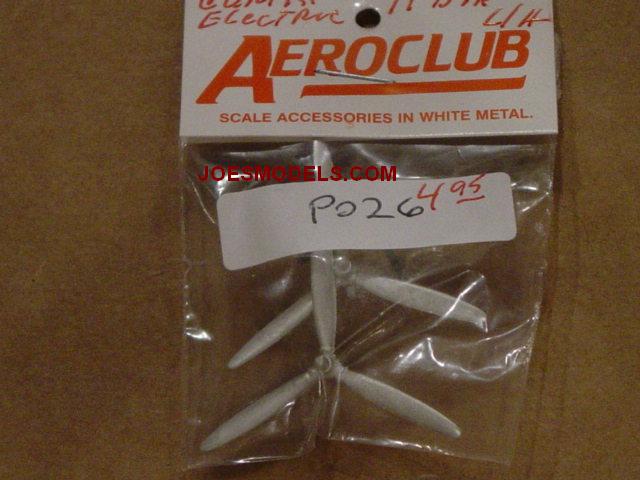 ELECTRIC
L/H
AEROCLUB
SCALE ACCESSORIES IN WHITE METAL.
JOESMODELS.COM
P026 4 95